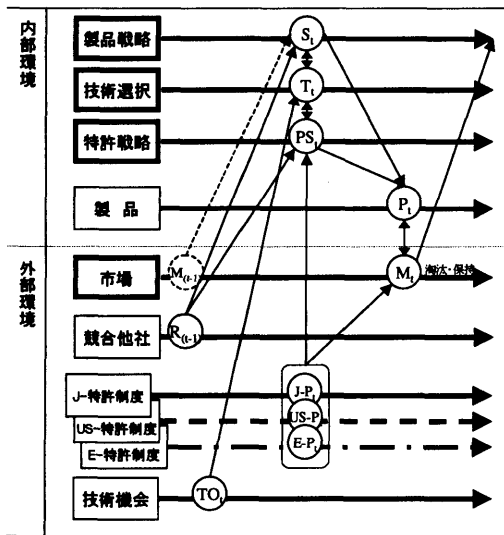 内部環境
製品戦略
S_t
技術選択
T_t
特許戦略
PS_t
製品
P_t
外部環境
市場
M_(t-1)
M_t
淘汰・保持
競合他社
R_(t-1)
J-特許制度
J-P_t
US-特許制度
US-P
E-特許制度
E-P_t
技術機会
TO_t